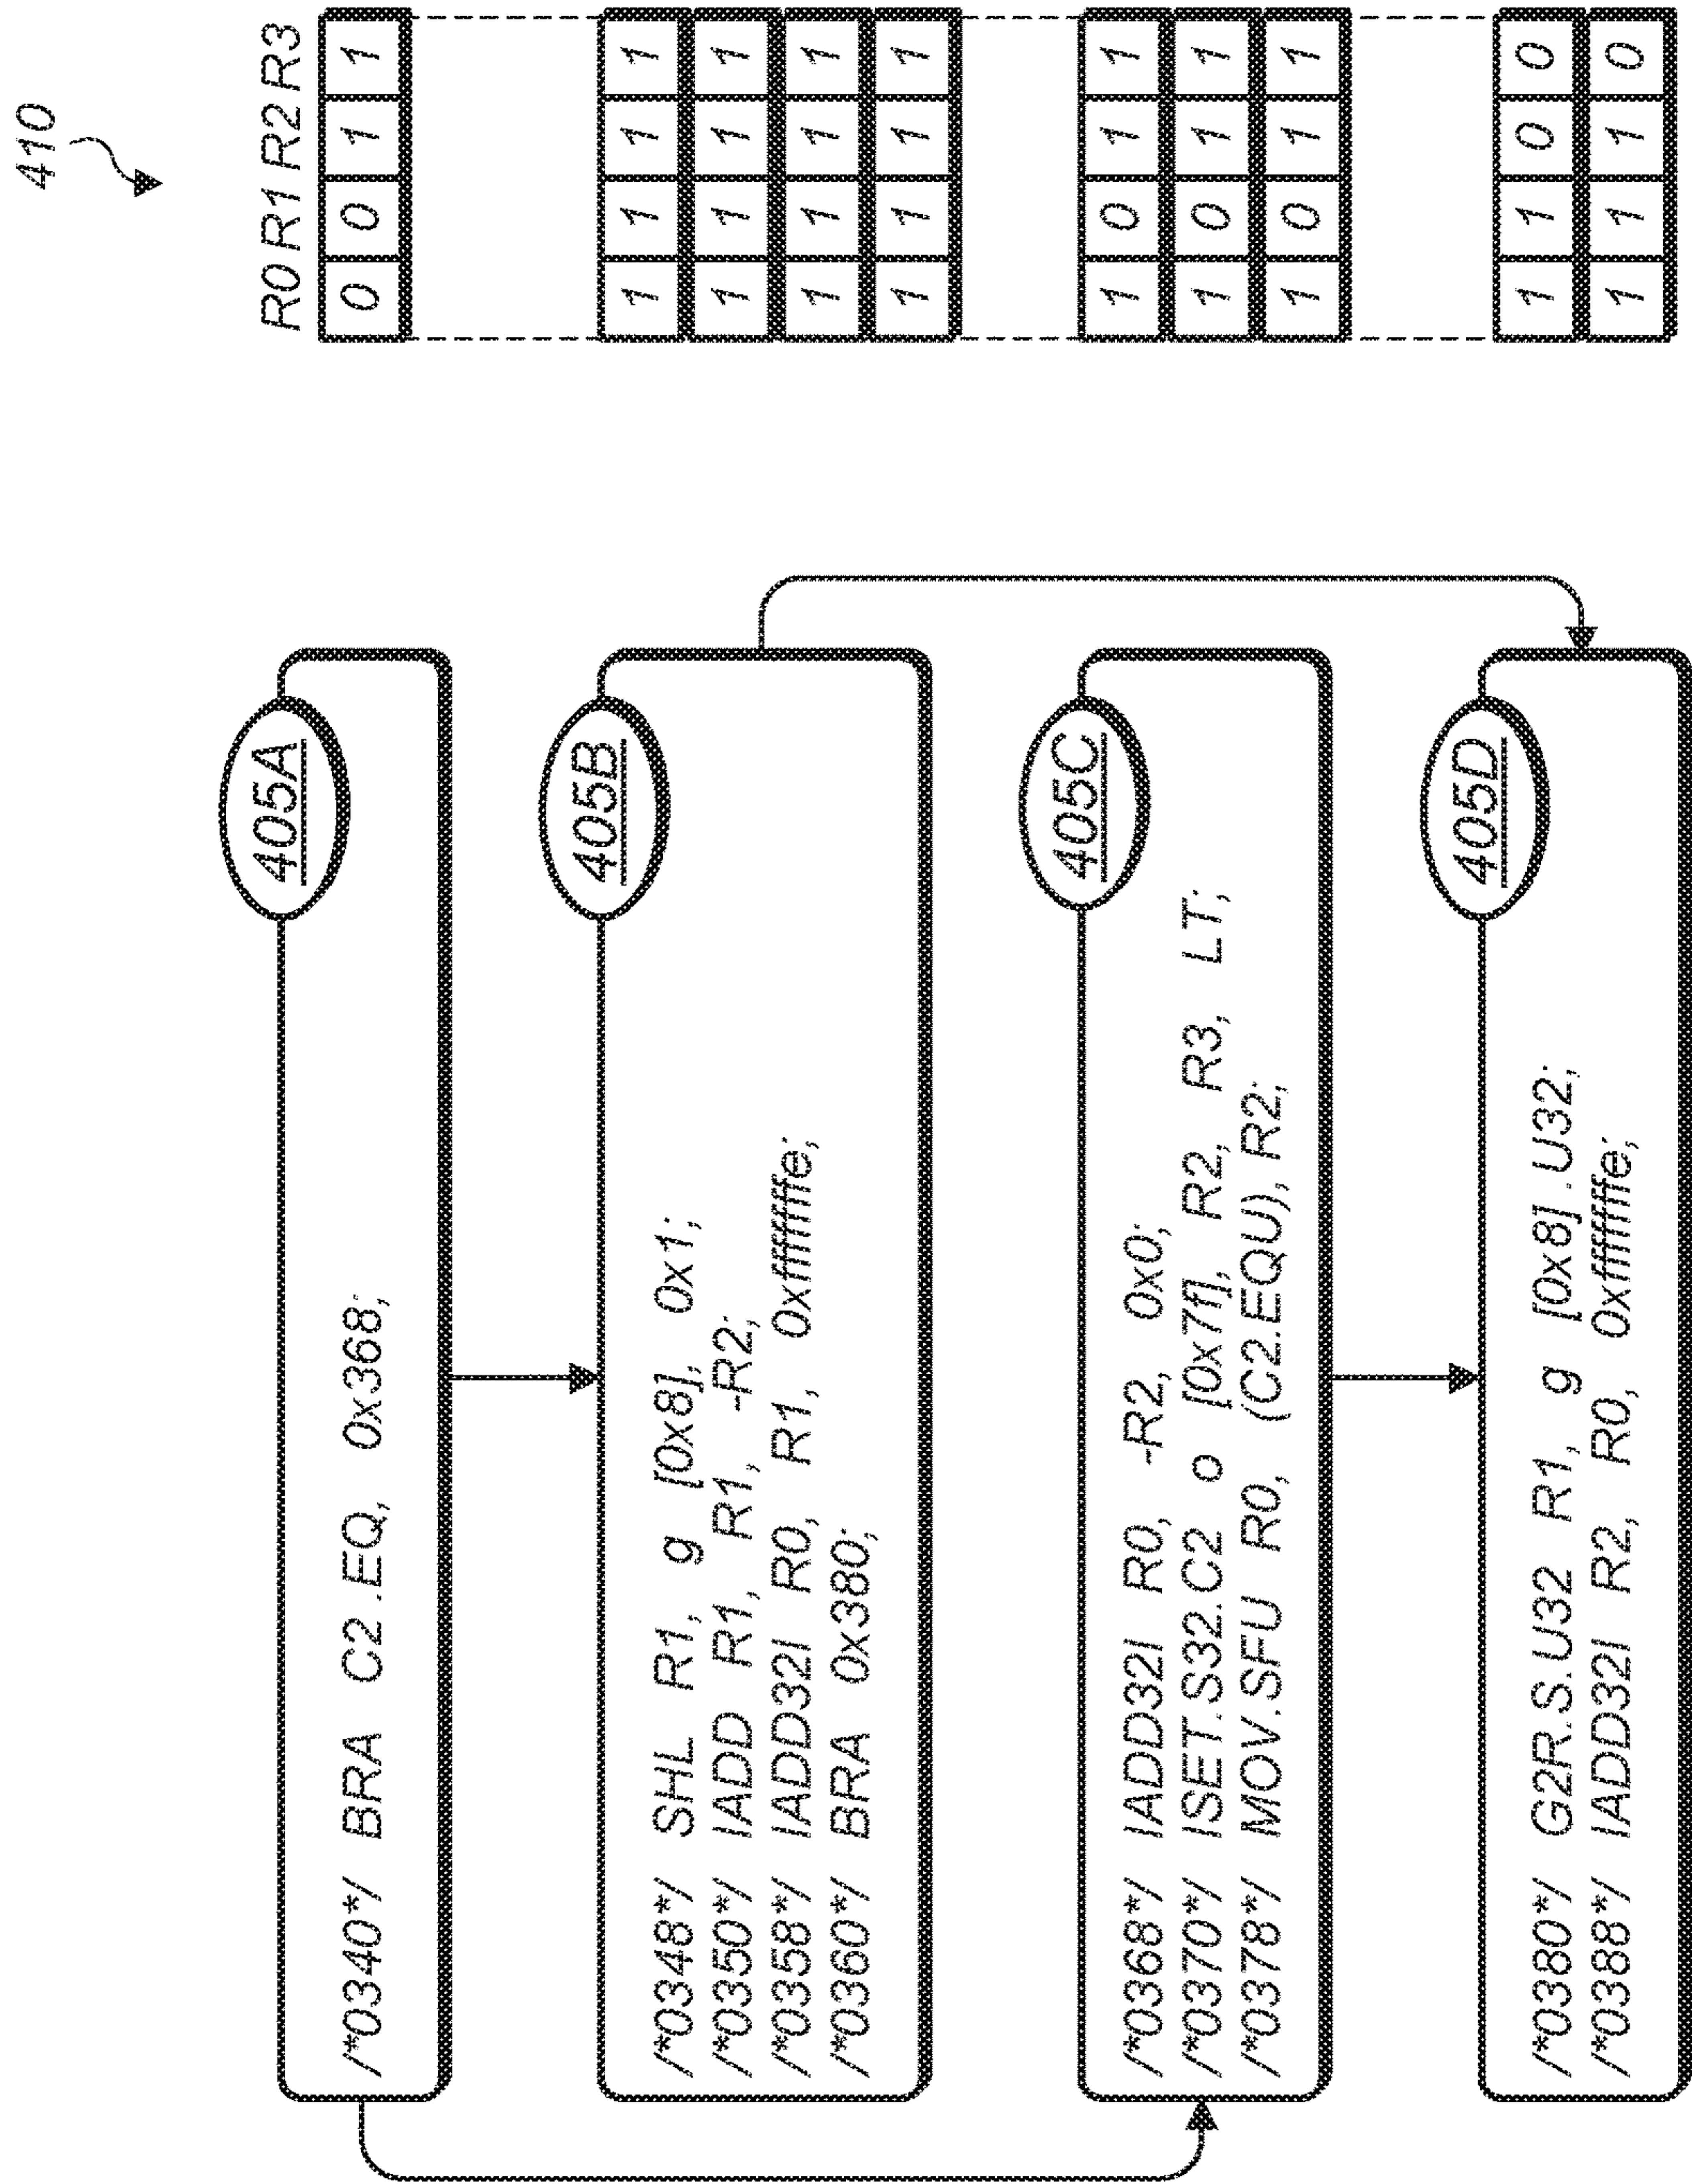 410
R0 R1 R2 R3
405A
/*0340*/ BRA C2.EQ, 0x368;
0 0 1 1
405B
/*0348*/ SHL R1, g [0x8], 0x1;
/*0350*/ IADD R1, R1, -R2;
/*0358*/ IADD32I R0, R1, 0xfffffffe;
/*0360*/ BRA 0x380;
1 1 1 1
1 1 1 1
1 1 1 1
1 1 1 1
405C
/*0368*/ IADD32I R0, -R2, 0x0;
/*0370*/ ISET.S32.C2 o [0x7f], R2, R3, LT;
/*0378*/ MOV.SFU R0, (C2.EQU), R2;
1 0 1 1
1 0 1 1
1 0 1 1
405D
/*0380*/ G2R.S.U32 R1, g [0x8].U32;
/*0388*/ IADD32I R2, R0, 0xfffffffe;
1 1 0 0
1 1 1 0